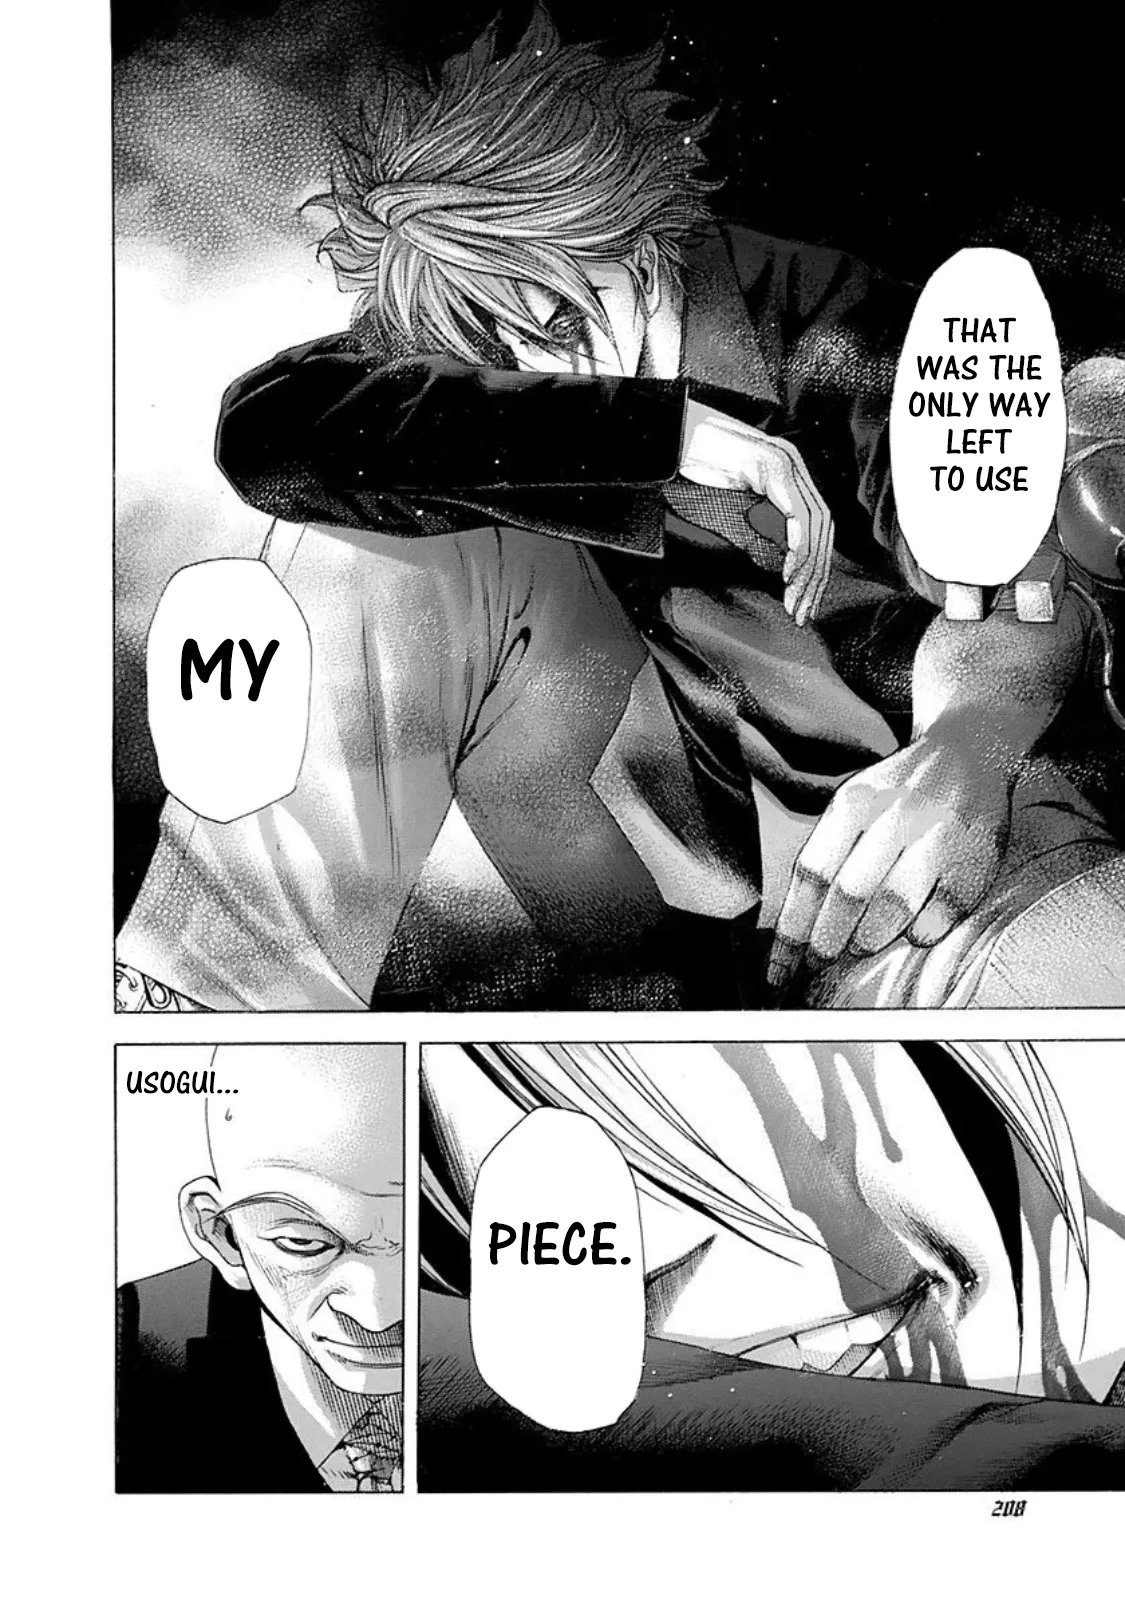 THAT
WAS THE
ONLY WAY
LEFT
TO USE
MY
PIECE.
USOGUI...
208